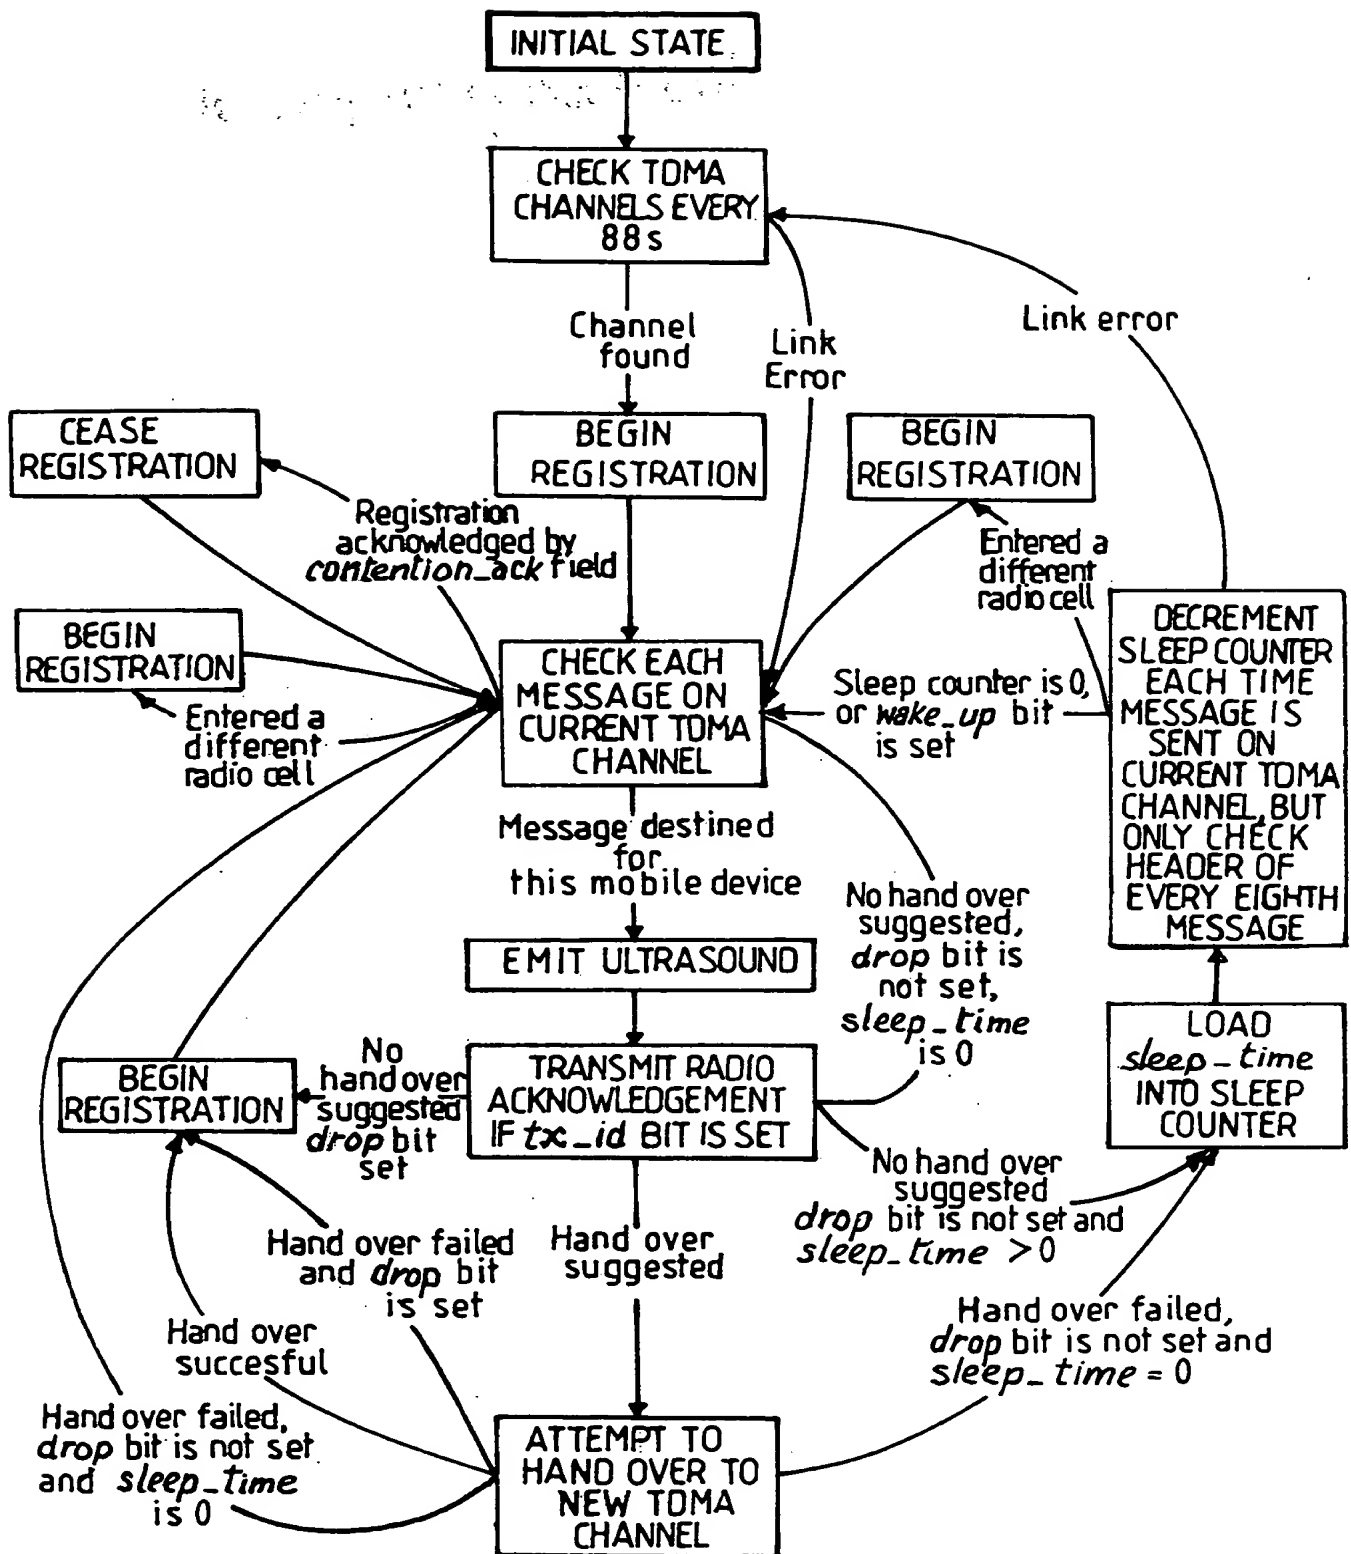 INITIAL STATE
CHECK TDMA
CHANNELS EVERY
88s
Channel
found
Link
Error
Link error
CEASE
REGISTRATION
BEGIN
REGISTRATION
BEGIN
REGISTRATION
Registration
acknowledged by
contention_ack field
Entered a
different
radio cell
BEGIN
REGISTRATION
Entered a
different
radio cell
CHECK EACH
MESSAGE ON
CURRENT TDMA
CHANNEL
Sleep counter is 0,
or wake_up bit
is set
DECREMENT
SLEEP COUNTER
EACH TIME
MESSAGE IS
SENT ON
CURRENT TDMA
CHANNEL, BUT
ONLY CHECK
HEADER OF
EVERY EIGHTH
MESSAGE
Message destined
for
this mobile device
No hand over
suggested,
drop bit is
not set,
sleep_time
is 0
EMIT ULTRASOUND
LOAD
sleep_time
INTO SLEEP
COUNTER
BEGIN
REGISTRATION
No
hand over
suggested
drop bit
set
TRANSMIT RADIO
ACKNOWLEDGEMENT
IF tx_id BIT IS SET
No hand over
suggested
drop bit is not set and
sleep_time >0
Hand over failed
and drop bit
is set
Hand over
suggested
Hand over
succesful
Hand over failed,
drop bit is not set and
sleep_time = 0
Hand over failed,
drop bit is not set
and sleep_time
is 0
ATTEMPT TO
HAND OVER TO
NEW TDMA
CHANNEL